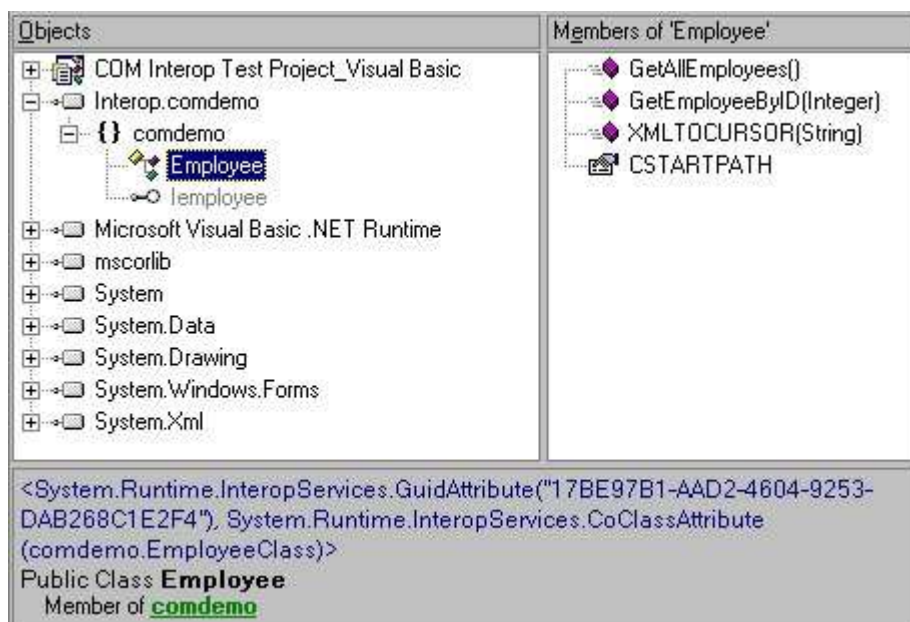 Objects
COM Interop Test Project_Visual Basic
Interop.comdemo
{} comdemo
Employee
Iemployee
Microsoft Visual Basic .NET Runtime
mscorlib
System
System.Data
System.Drawing
System.Windows.Forms
System.Xml
Members of 'Employee'
GetAllEmployees()
GetEmployeeByID(Integer)
XMLTOCURSOR(String)
CSTARTPATH
<System.Runtime.InteropServices.GuidAttribute("17BE97B1-AAD2-4604-9253-
DAB268C1E2F4"), System.Runtime.InteropServices.CoClassAttribute
(comdemo.EmployeeClass)>
Public Class Employee
Member of comdemo